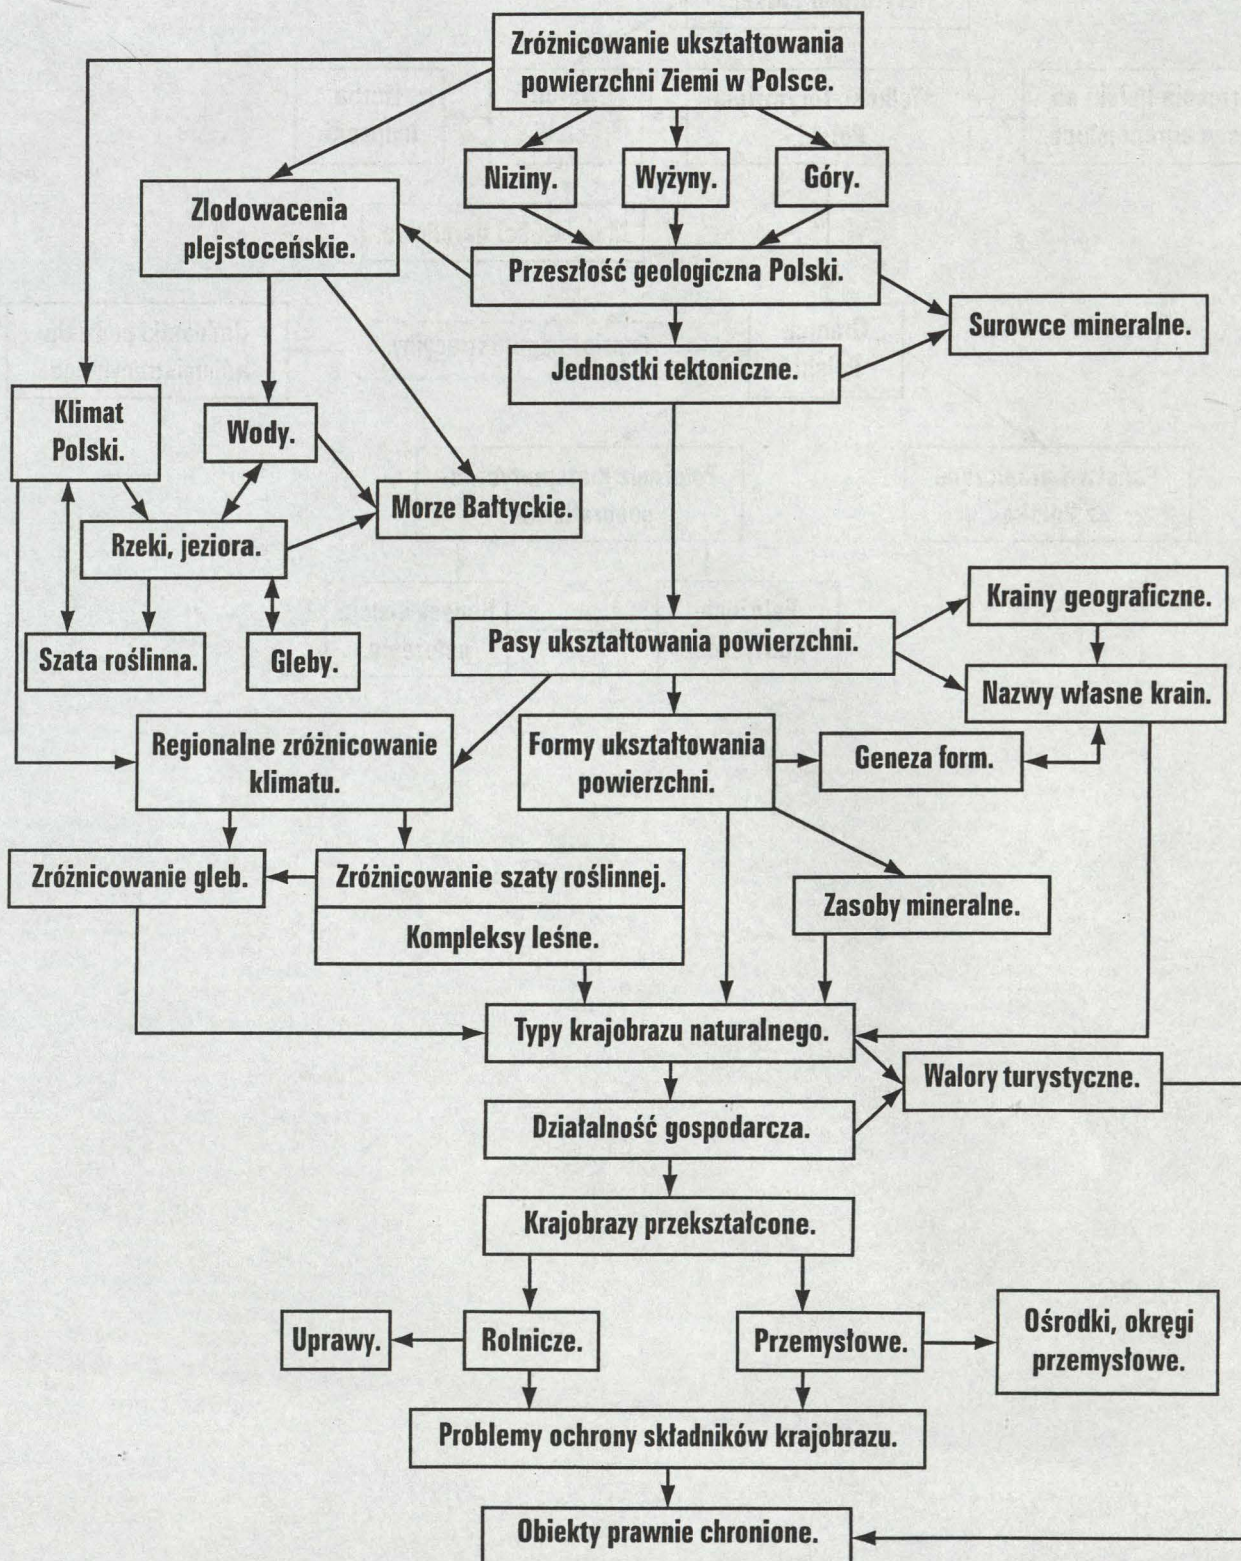 Zróżnicowanie ukształtowania
powierzchni Ziemi w Polsce.
Niziny.
Wyżyny.
Góry.
Zlodowacenia
plejstoceńskie.
Przeszłość geologiczna Polski.
Surowce mineralne.
Jednostki tektoniczne.
Klimat
Polski.
Wody.
Morze Bałtyckie.
Rzeki, jeziora.
Krainy geograficzne.
Szata roślinna.
Gleby.
Pasy ukształtowania powierzchni.
Nazwy własne krain.
Regionalne zróżnicowanie
klimatu.
Formy ukształtowania
powierzchni.
Geneza form.
Zróżnicowanie gleb.
Zróżnicowanie szaty roślinnej.
Kompleksy leśne.
Zasoby mineralne.
Typy krajobrazu naturalnego.
Walory turystyczne.
Działalność gospodarcza.
Krajobrazy przekształcone.
Uprawy.
Rolnicze.
Przemysłowe.
Ośrodki, okręgi
przemysłowe.
Problemy ochrony składników krajobrazu.
Obiekty prawnie chronione.